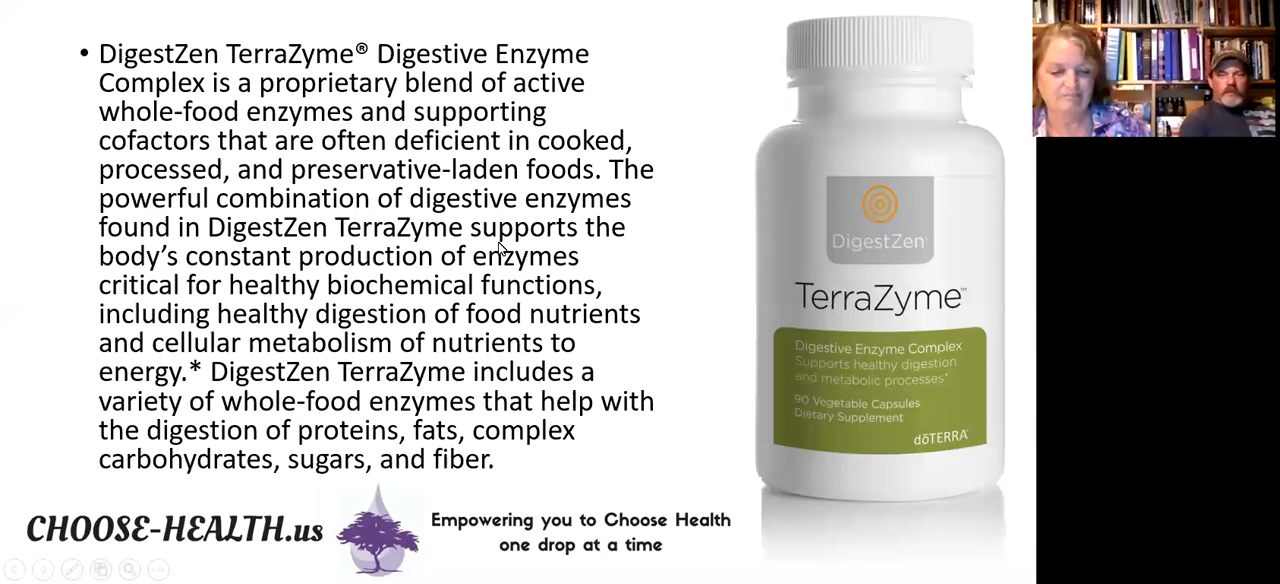 • DigestZen TerraZyme® Digestive Enzyme
Complex is a proprietary blend of active
whole-food enzymes and supporting
cofactors that are often deficient in cooked,
processed, and preservative-laden foods. The
powerful combination of digestive enzymes
found in DigestZen TerraZyme supports the
body’s constant production of enzymes
critical for healthy biochemical functions,
including healthy digestion of food nutrients
and cellular metabolism of nutrients to
energy.* DigestZen TerraZyme includes a
variety of whole-food enzymes that help with
the digestion of proteins, fats, complex
carbohydrates, sugars, and fiber.
DigestZen®
TerraZyme™
Digestive Enzyme Complex
Supports healthy digestion
and metabolic processes*
90 Vegetable Capsules
Dietary Supplement
dōTERRA®
CHOOSE-HEALTH.us
Empowering you to Choose Health
one drop at a time